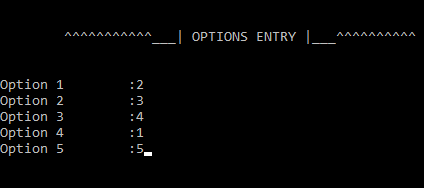 ^^^^^^^^^^^___| OPTIONS ENTRY |___^^^^^^^^^^
Option 1 :2
Option 2 :3
Option 3 :4
Option 4 :1
Option 5 :5